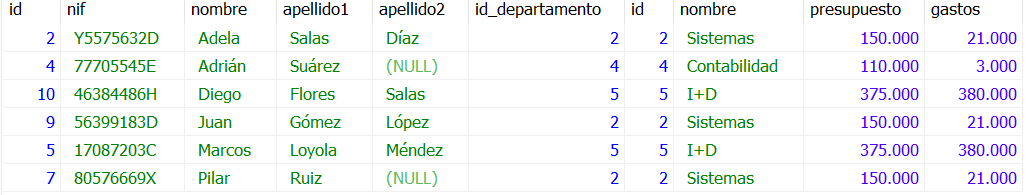 id nif nombre apellido1 apellido2 id_departamento id nombre presupuesto gastos
2 Y5575632D Adela Salas Díaz 2 2 Sistemas 150.000 21.000
4 77705545E Adrián Suárez (NULL) 4 4 Contabilidad 110.000 3.000
10 46384486H Diego Flores Salas 5 5 I+D 375.000 380.000
9 56399183D Juan Gómez López 2 2 Sistemas 150.000 21.000
5 17087203C Marcos Loyola Méndez 5 5 I+D 375.000 380.000
7 80576669X Pilar Ruiz (NULL) 2 2 Sistemas 150.000 21.000